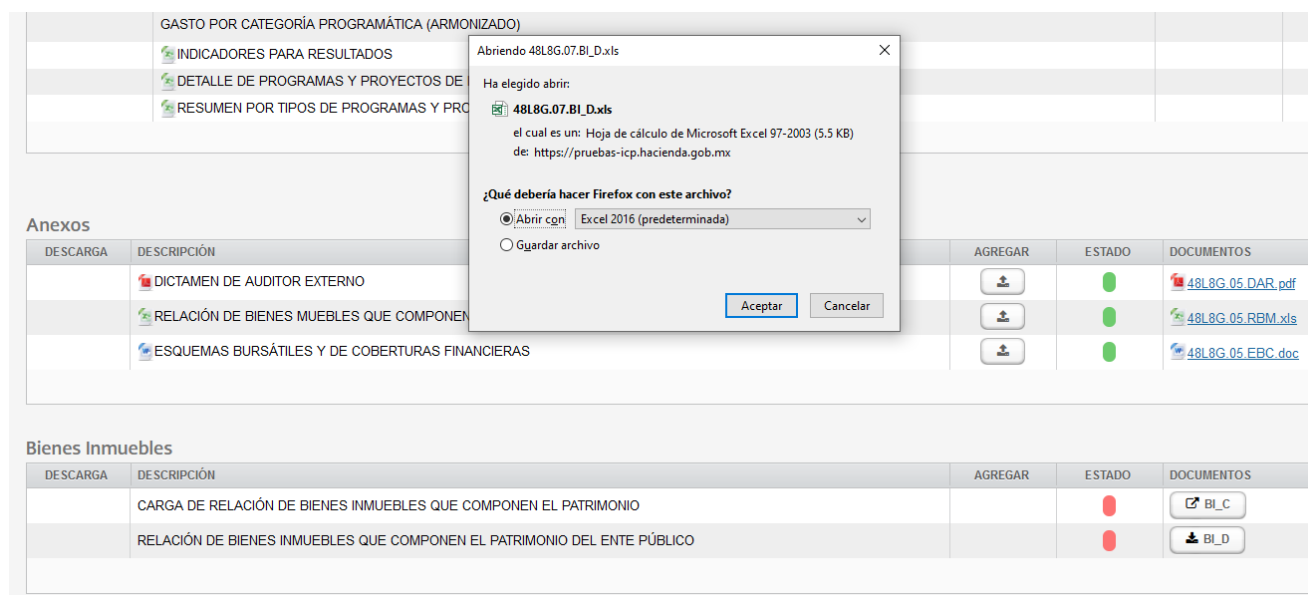 GASTO POR CATEGORÍA PROGRAMÁTICA (ARMONIZADO)
INDICADORES PARA RESULTADOS
DETALLE DE PROGRAMAS Y PROYECTOS DE
RESUMEN POR TIPOS DE PROGRAMAS Y
Abriendo 48L8G.07.BI_D.xls
Ha elegido abrir:
48L8G.07.BI_D.xls
el cual es un: Hoja de cálculo de Microsoft Excel 97-2003 (5.5 KB)
de: https://pruebas-icp.hacienda.gob.mx
¿Qué debería hacer Firefox con este archivo?
Abrir con Excel 2016 (predeterminada)
Guardar archivo
Aceptar Cancelar
Anexos
DESCARGA DESCRIPCIÓN AGREGAR ESTADO DOCUMENTOS
DICTAMEN DE AUDITOR EXTERNO 48L8G.05.DAR.pdf
RELACIÓN DE BIENES MUEBLES QUE COMPONEN 48L8G.05.RBM.xls
ESQUEMAS BURSÁTILES Y DE COBERTURAS FINANCIERAS 48L8G.05.EBC.doc
Bienes Inmuebles
DESCARGA DESCRIPCIÓN AGREGAR ESTADO DOCUMENTOS
CARGA DE RELACIÓN DE BIENES INMUEBLES QUE COMPONEN EL PATRIMONIO BI_C
RELACIÓN DE BIENES INMUEBLES QUE COMPONEN EL PATRIMONIO DEL ENTE PÚBLICO BI_D